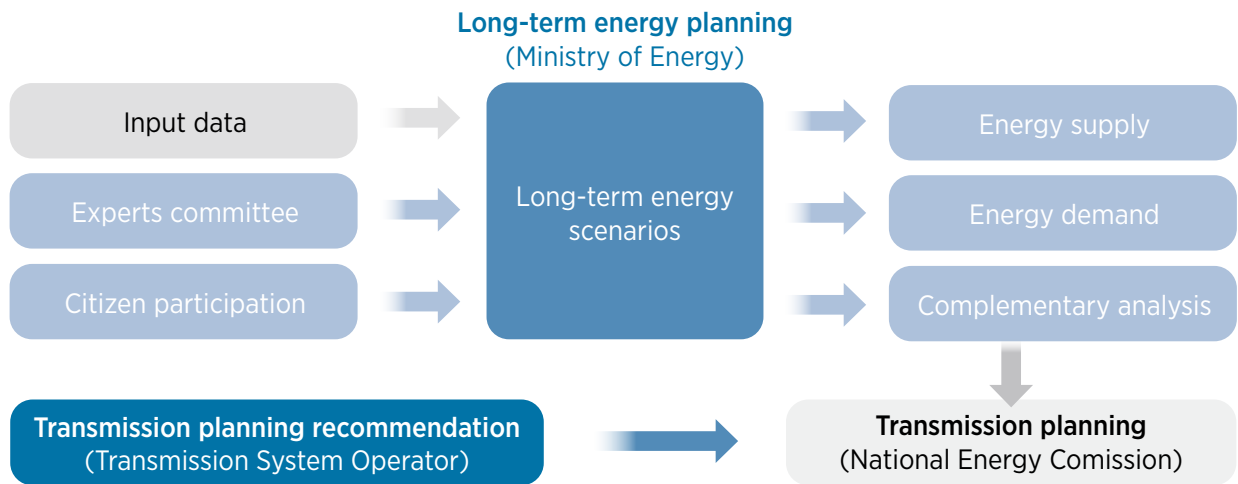 Long-term energy planning
(Ministry of Energy)
Input data
Experts committee
Citizen participation
Long-term energy
scenarios
Energy supply
Energy demand
Complementary analysis
Transmission planning recommendation
(Transmission System Operator)
Transmission planning
(National Energy Comission)